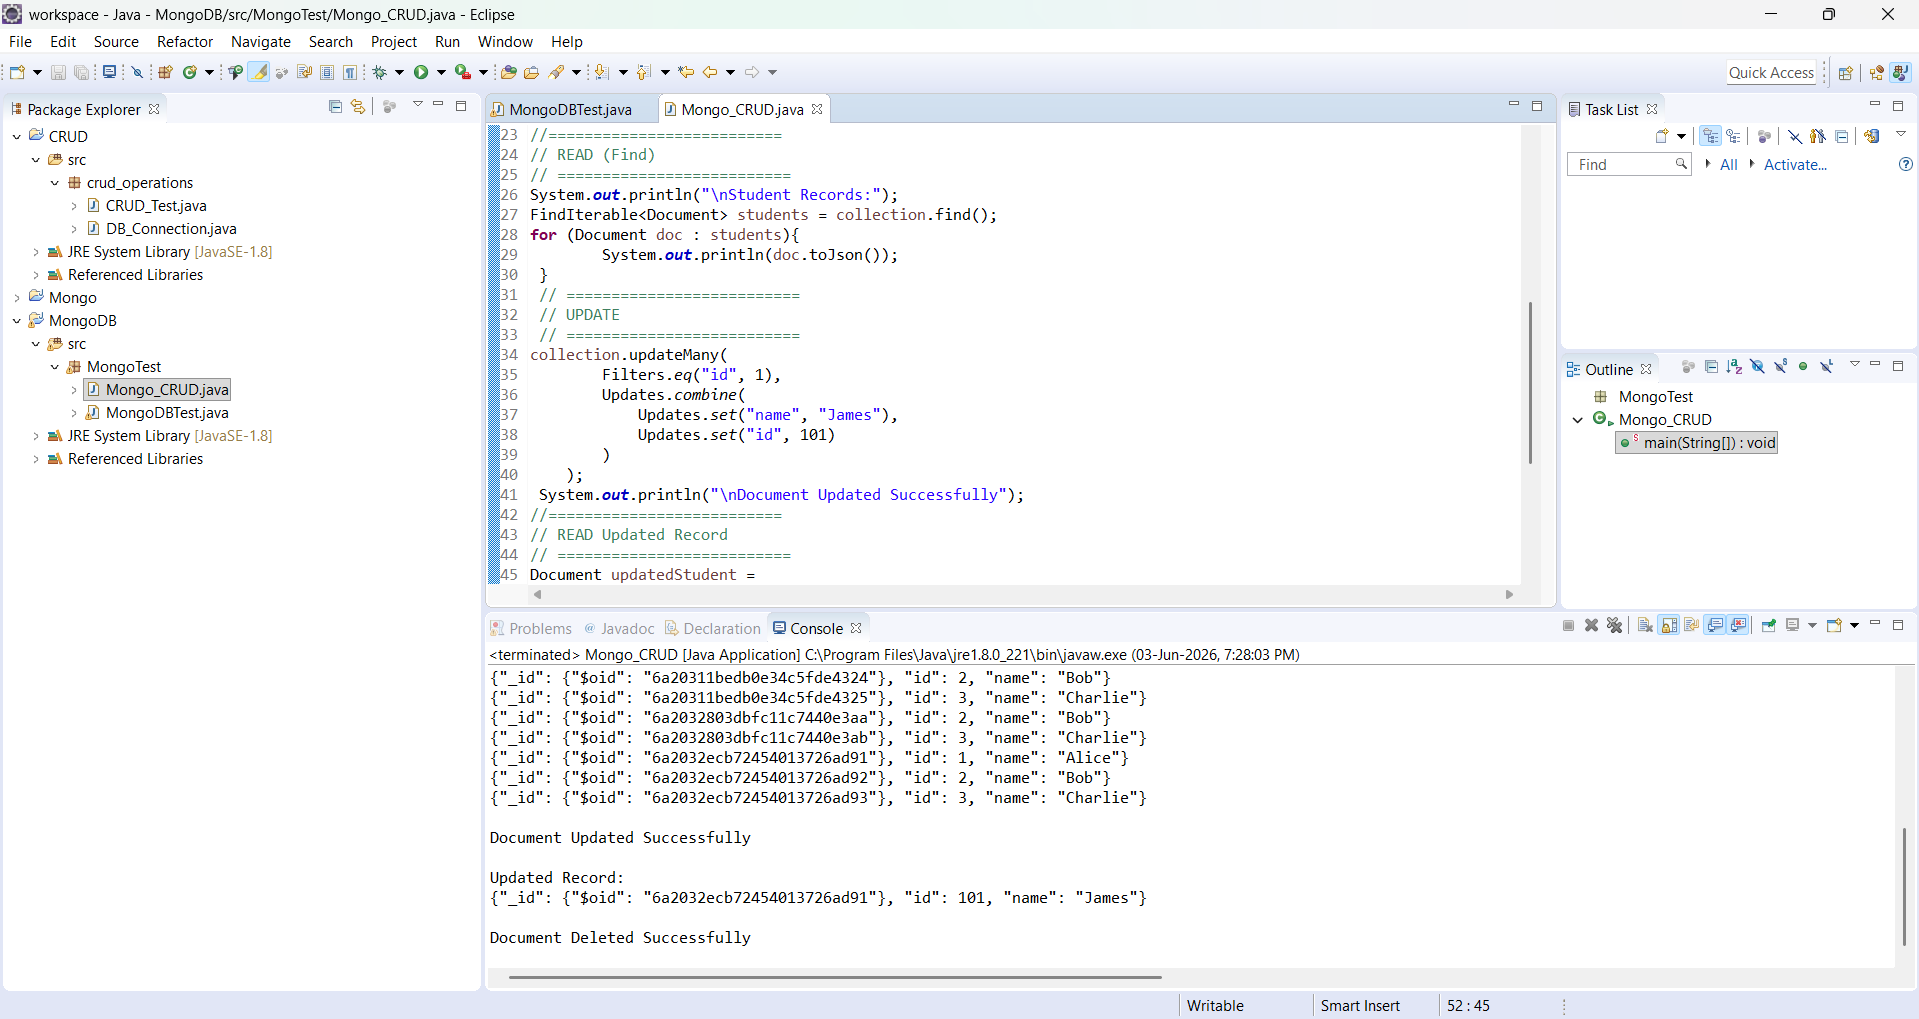 workspace - Java - MongoDB/src/MongoTest/Mongo_CRUD.java - Eclipse
File Edit Source Refactor Navigate Search Project Run Window Help
Quick Access
Package Explorer
CRUD
src
crud_operations
CRUD_Test.java
DB_Connection.java
JRE System Library [JavaSE-1.8]
Referenced Libraries
Mongo
MongoDB
src
MongoTest
Mongo_CRUD.java
MongoDBTest.java
JRE System Library [JavaSE-1.8]
Referenced Libraries
MongoDBTest.java Mongo_CRUD.java
23 //==========================
24 // READ (Find)
25 // ==========================
26 System.out.println("\nStudent Records:");
27 FindIterable<Document> students = collection.find();
28 for (Document doc : students){
29         System.out.println(doc.toJson());
30  }
31  // ==========================
32  // UPDATE
33  // ==========================
34 collection.updateMany(
35         Filters.eq("id", 1),
36         Updates.combine(
37             Updates.set("name", "James"),
38             Updates.set("id", 101)
39         )
40     );
41  System.out.println("\nDocument Updated Successfully");
42 //==========================
43 // READ Updated Record
44 // ==========================
45 Document updatedStudent =
Task List
Find All Activate...
Outline
MongoTest
Mongo_CRUD
main(String[]) : void
Problems Javadoc Declaration Console
<terminated> Mongo_CRUD [Java Application] C:\Program Files\Java\jre1.8.0_221\bin\javaw.exe (03-Jun-2026, 7:28:03 PM)
{"_id": {"$oid": "6a20311bedb0e34c5fde4324"}, "id": 2, "name": "Bob"}
{"_id": {"$oid": "6a20311bedb0e34c5fde4325"}, "id": 3, "name": "Charlie"}
{"_id": {"$oid": "6a2032803dbfc11c7440e3aa"}, "id": 2, "name": "Bob"}
{"_id": {"$oid": "6a2032803dbfc11c7440e3ab"}, "id": 3, "name": "Charlie"}
{"_id": {"$oid": "6a2032ecb72454013726ad91"}, "id": 1, "name": "Alice"}
{"_id": {"$oid": "6a2032ecb72454013726ad92"}, "id": 2, "name": "Bob"}
{"_id": {"$oid": "6a2032ecb72454013726ad93"}, "id": 3, "name": "Charlie"}
Document Updated Successfully
Updated Record:
{"_id": {"$oid": "6a2032ecb72454013726ad91"}, "id": 101, "name": "James"}
Document Deleted Successfully
Writable Smart Insert 52 : 45